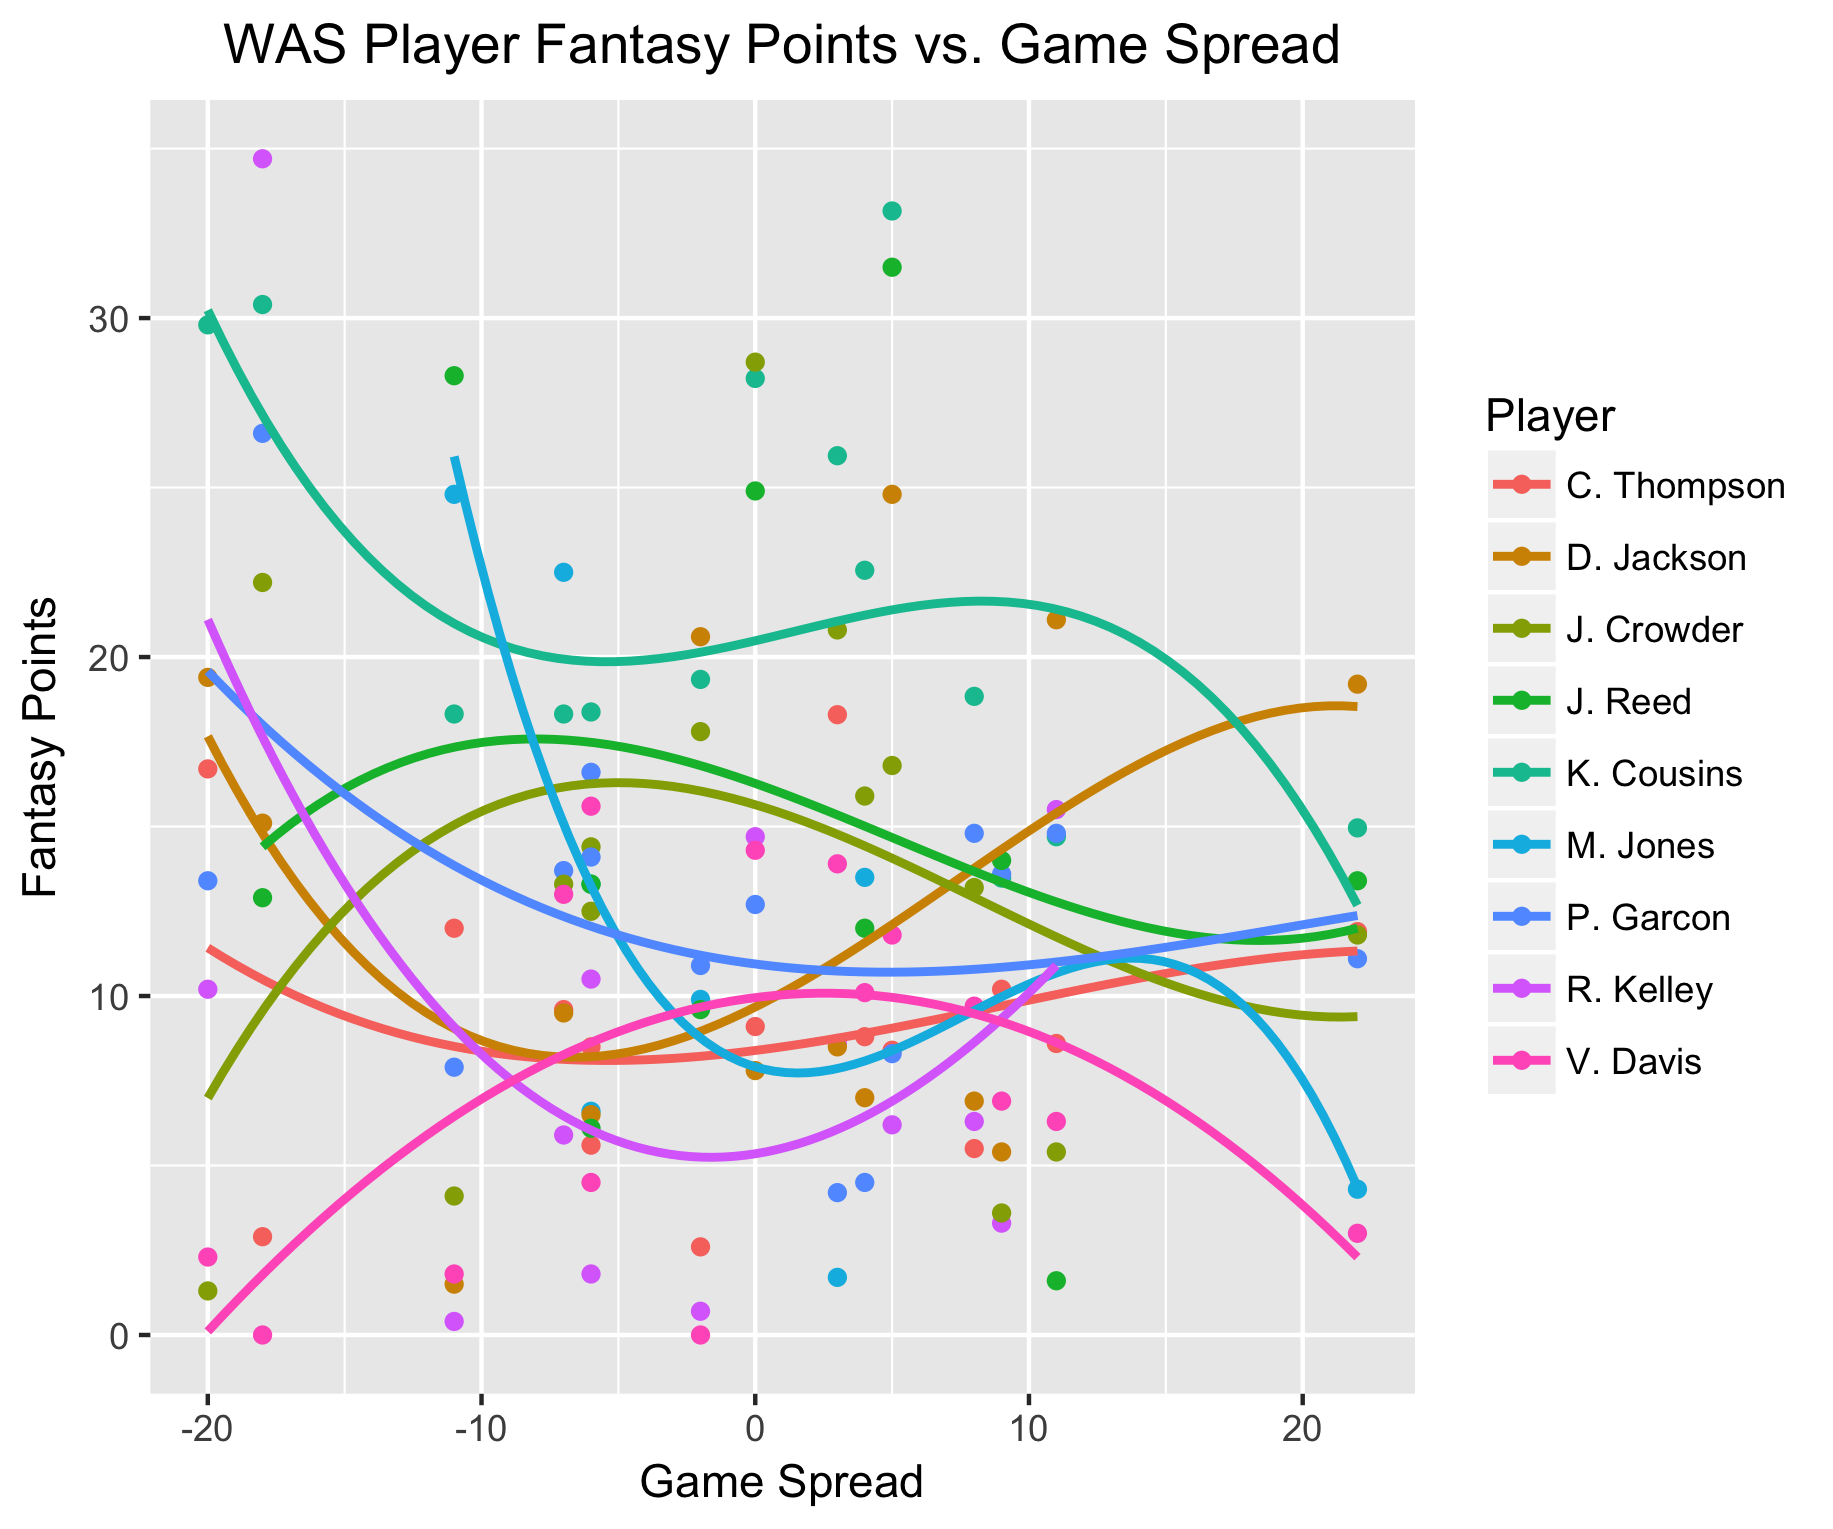 WAS Player Fantasy Points vs. Game Spread
Fantasy Points
30
20
10
0
-20
-10
0
10
20
Game Spread
Player
C. Thompson
D. Jackson
J. Crowder
J. Reed
K. Cousins
M. Jones
P. Garcon
R. Kelley
V. Davis